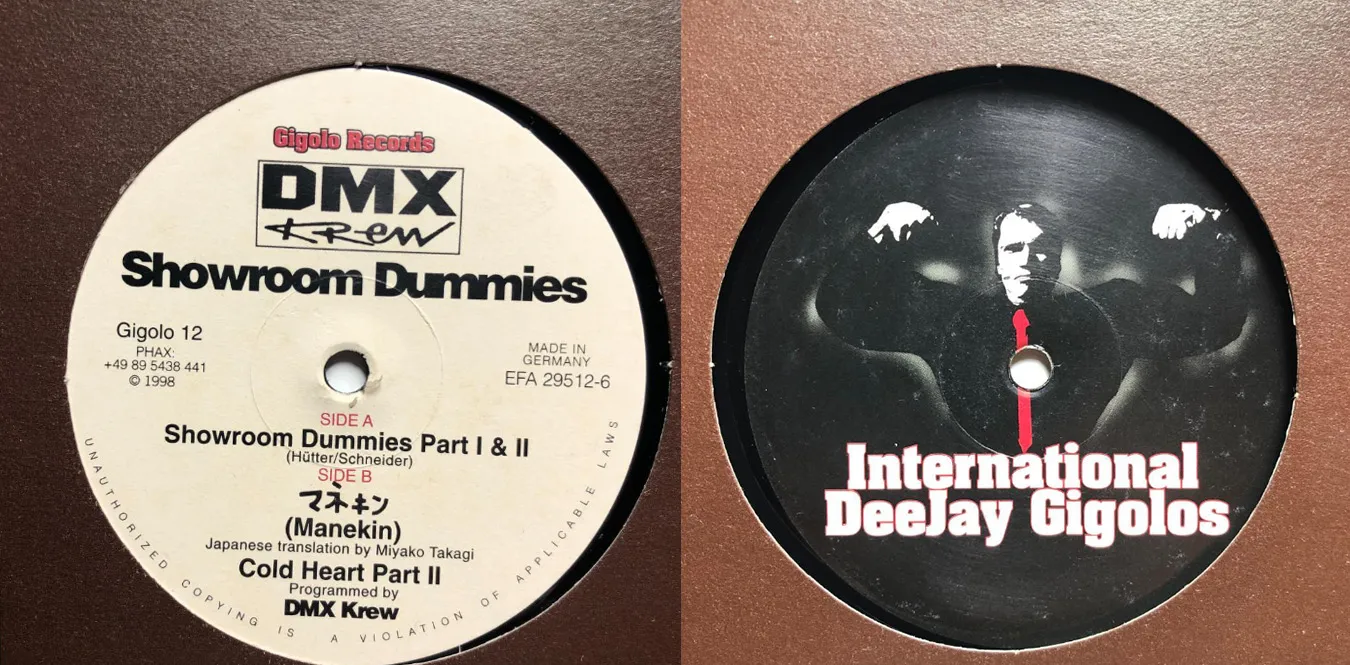 Gigolo Records
DMX
Krew
Showroom Dummies
Gigolo 12
PHAX:
+49 89 5438 441
© 1998
MADE IN
GERMANY
EFA 29512-6
SIDE A
Showroom Dummies Part I & II
(Hütter/Schneider)
SIDE B
マネキン
(Manekin)
Japanese translation by Miyako Takagi
Cold Heart Part II
Programmed by
DMX Krew
UNAUTHORIZED COPYING IS A VIOLATION OF APPLICABLE LAWS
International
DeeJay Gigolos